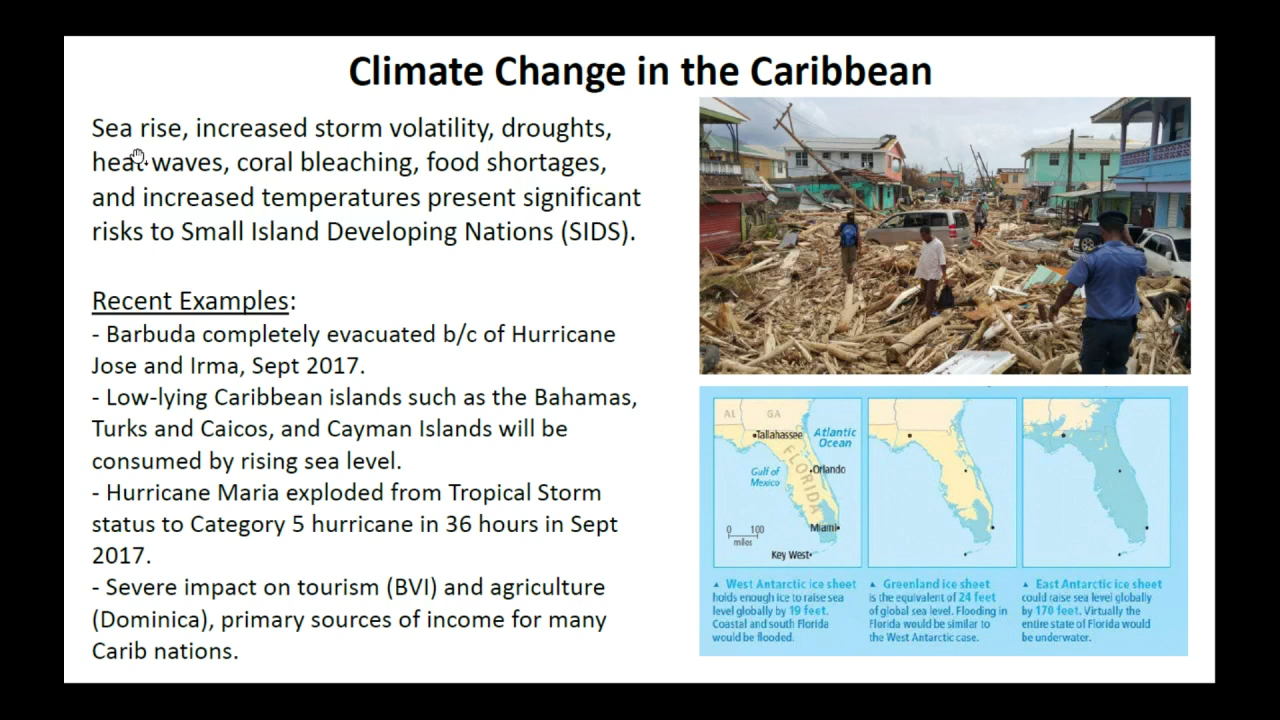 Climate Change in the Caribbean
Sea rise, increased storm volatility, droughts,
heat waves, coral bleaching, food shortages,
and increased temperatures present significant
risks to Small Island Developing Nations (SIDS).
Recent Examples:
- Barbuda completely evacuated b/c of Hurricane
Jose and Irma, Sept 2017.
- Low-lying Caribbean islands such as the Bahamas,
Turks and Caicos, and Cayman Islands will be
consumed by rising sea level.
- Hurricane Maria exploded from Tropical Storm
status to Category 5 hurricane in 36 hours in Sept
2017.
- Severe impact on tourism (BVI) and agriculture
(Dominica), primary sources of income for many
Carib nations.
AL
GA
Tallahassee
Atlantic
Ocean
FLORIDA
Gulf of
Mexico
Orlando
0 100
miles
Miami
Key West
▲ West Antarctic ice sheet
holds enough ice to raise sea
level globally by 19 feet.
Coastal and south Florida
would be flooded.
▲ Greenland ice sheet
is the equivalent of 24 feet
of global sea level. Flooding in
Florida would be similar to
the West Antarctic case.
▲ East Antarctic ice sheet
could raise sea level globally
by 170 feet. Virtually the
entire state of Florida would
be underwater.